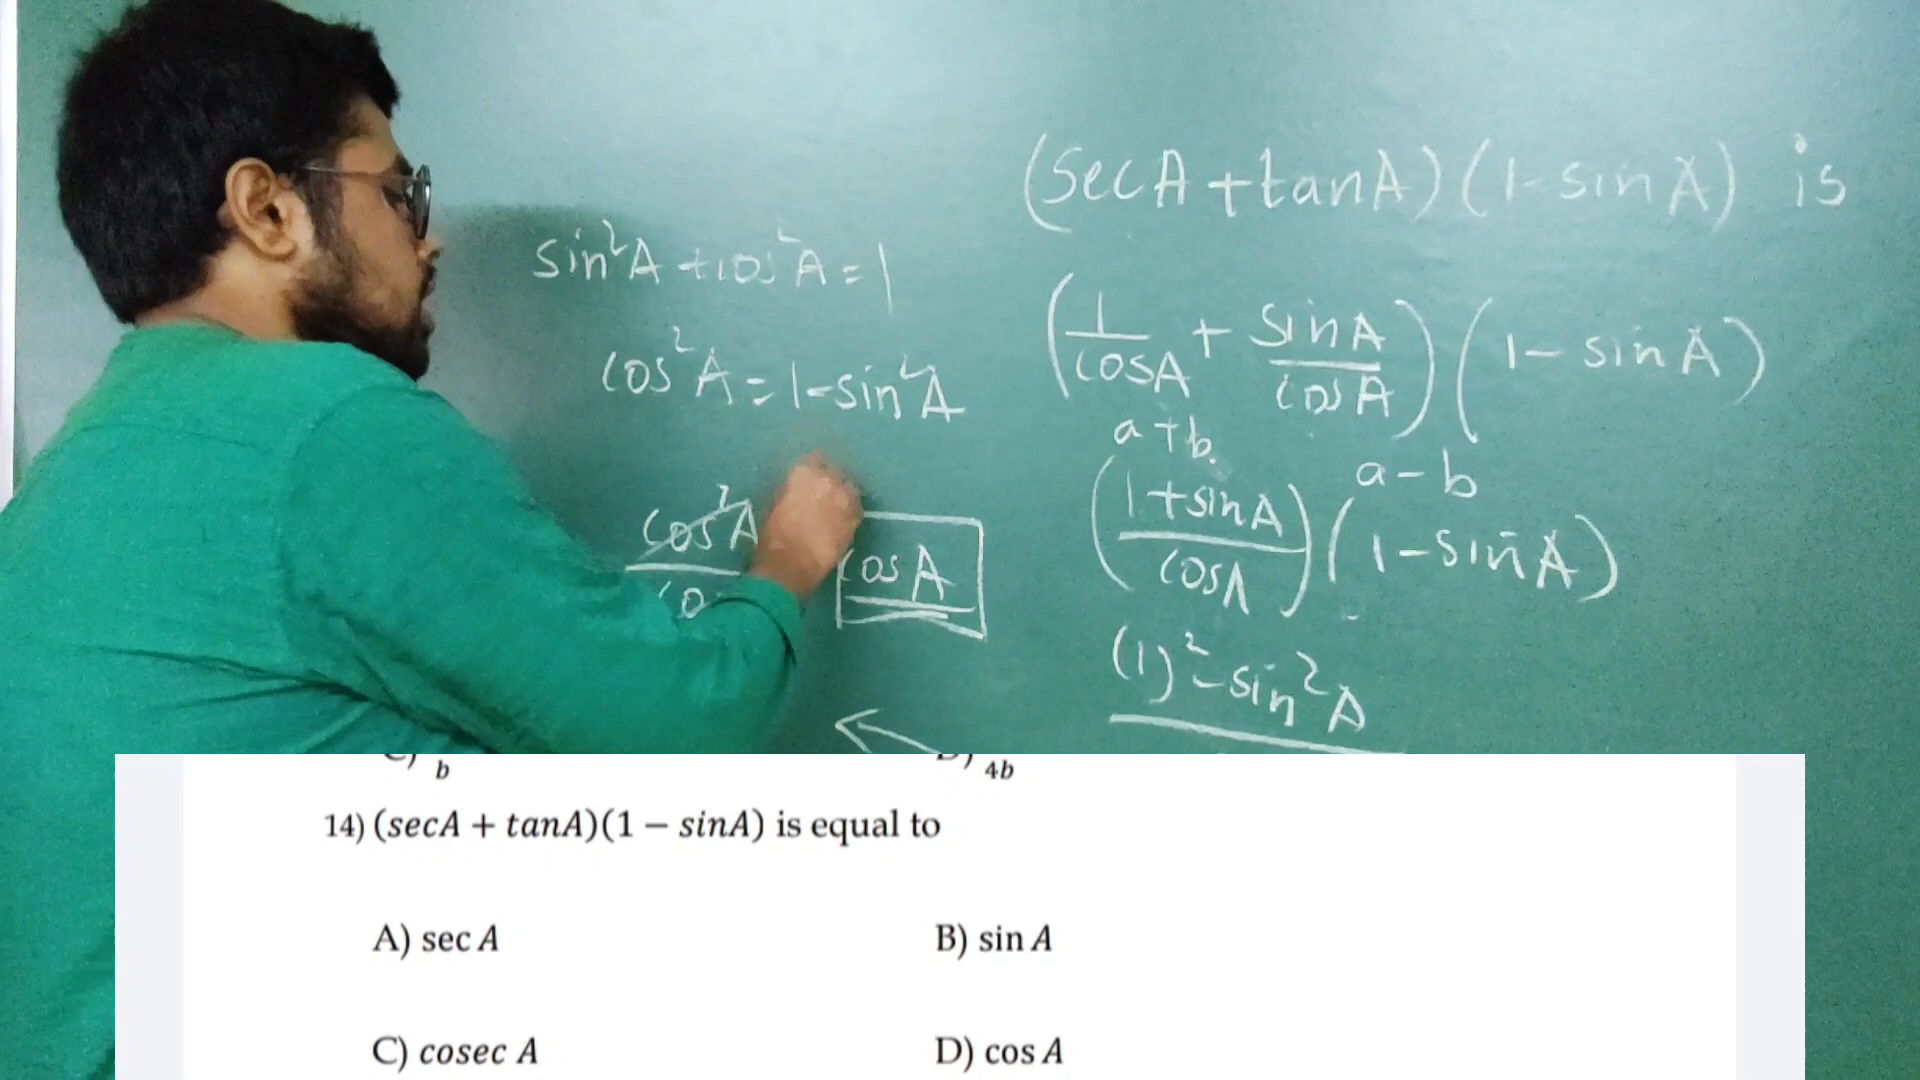 (secA + tanA) (1 - sinA) is
sin²A + cos²A = 1
cos²A = 1 - sin²A
(1/cosA + sinA/cosA) (1 - sinA)
a + b
a - b
(1 + sinA/cosA) (1 - sinA)
cos²A
co
cosA
(1)² - sin²A
b
4b
14) (secA + tanA)(1 − sinA) is equal to
A) sec A
B) sin A
C) cosec A
D) cos A